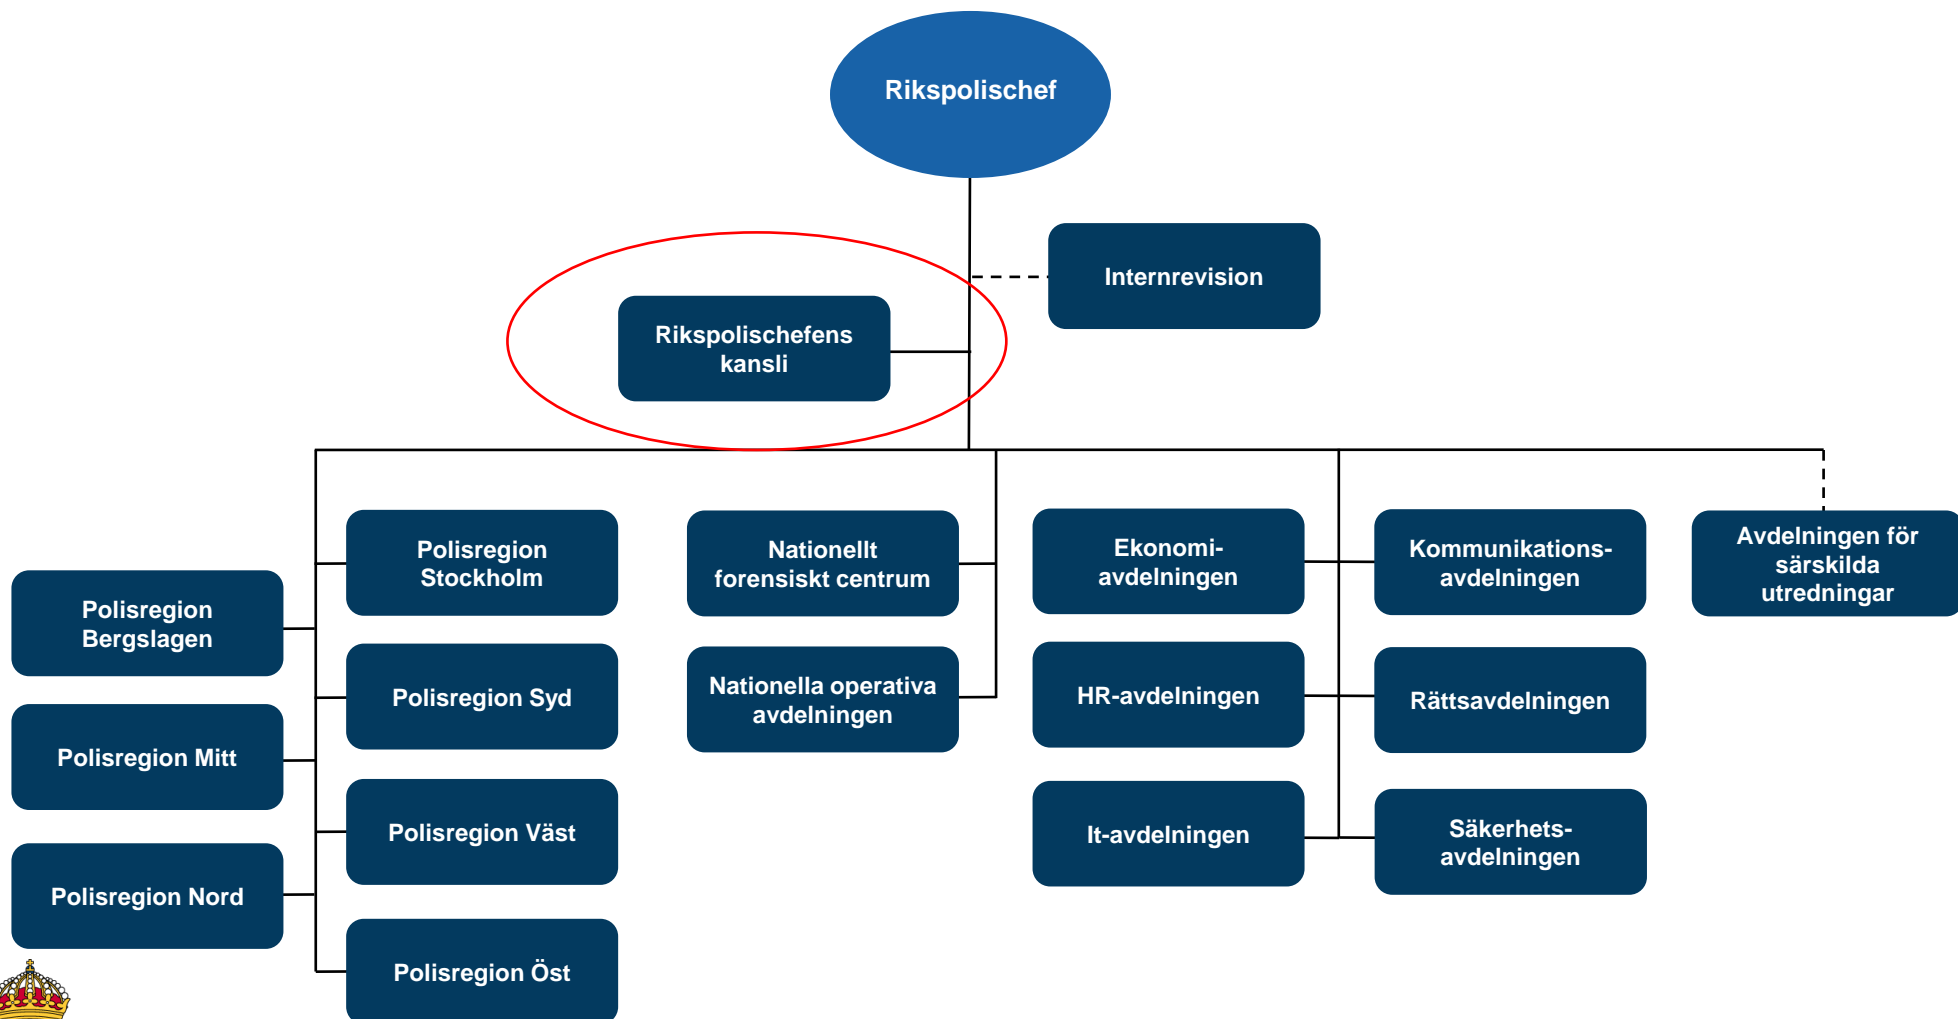 Rikspolischef
Internrevision
Rikspolischefens
kansli
Polisregion
Stockholm
Nationellt
forensiskt centrum
Ekonomi-
avdelningen
Kommunikations-
avdelningen
Avdelningen för
särskilda
utredningar
Polisregion
Bergslagen
Polisregion Syd
Nationella operativa
avdelningen
HR-avdelningen
Rättsavdelningen
Polisregion Mitt
Polisregion Väst
It-avdelningen
Säkerhets-
avdelningen
Polisregion Nord
Polisregion Öst